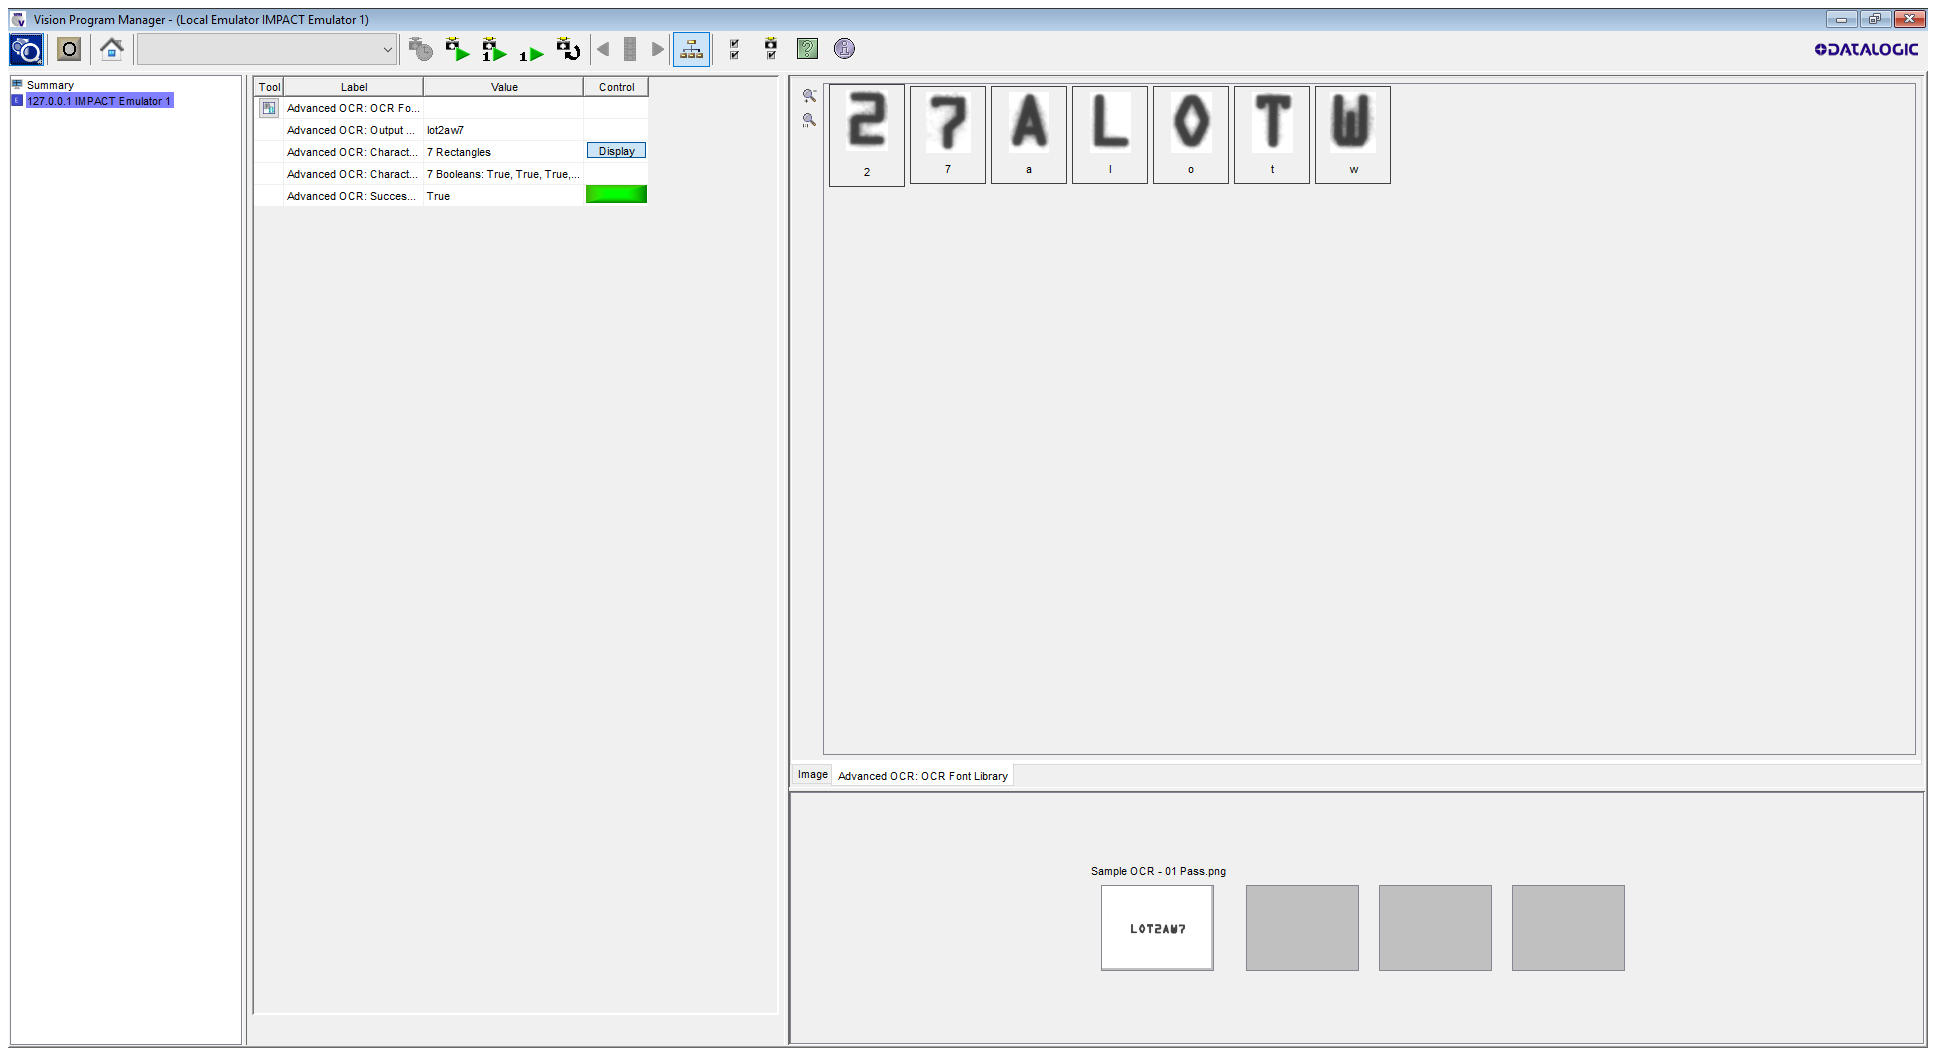 Vision Program Manager - (Local Emulator IMPACT Emulator 1)
O
1
1
?
i
DATALOGIC
Summary
E 127.0.0.1 IMPACT Emulator 1
Tool Label Value Control
Advanced OCR: OCR Fo...
Advanced OCR: Output ... lot2aw7
Advanced OCR: Charact... 7 Rectangles Display
Advanced OCR: Charact... 7 Booleans: True, True, True,...
Advanced OCR: Succes... True
2 7 A L O T W
2 7 a l o t w
Image Advanced OCR: OCR Font Library
Sample OCR - 01 Pass.png
LOT2AW7